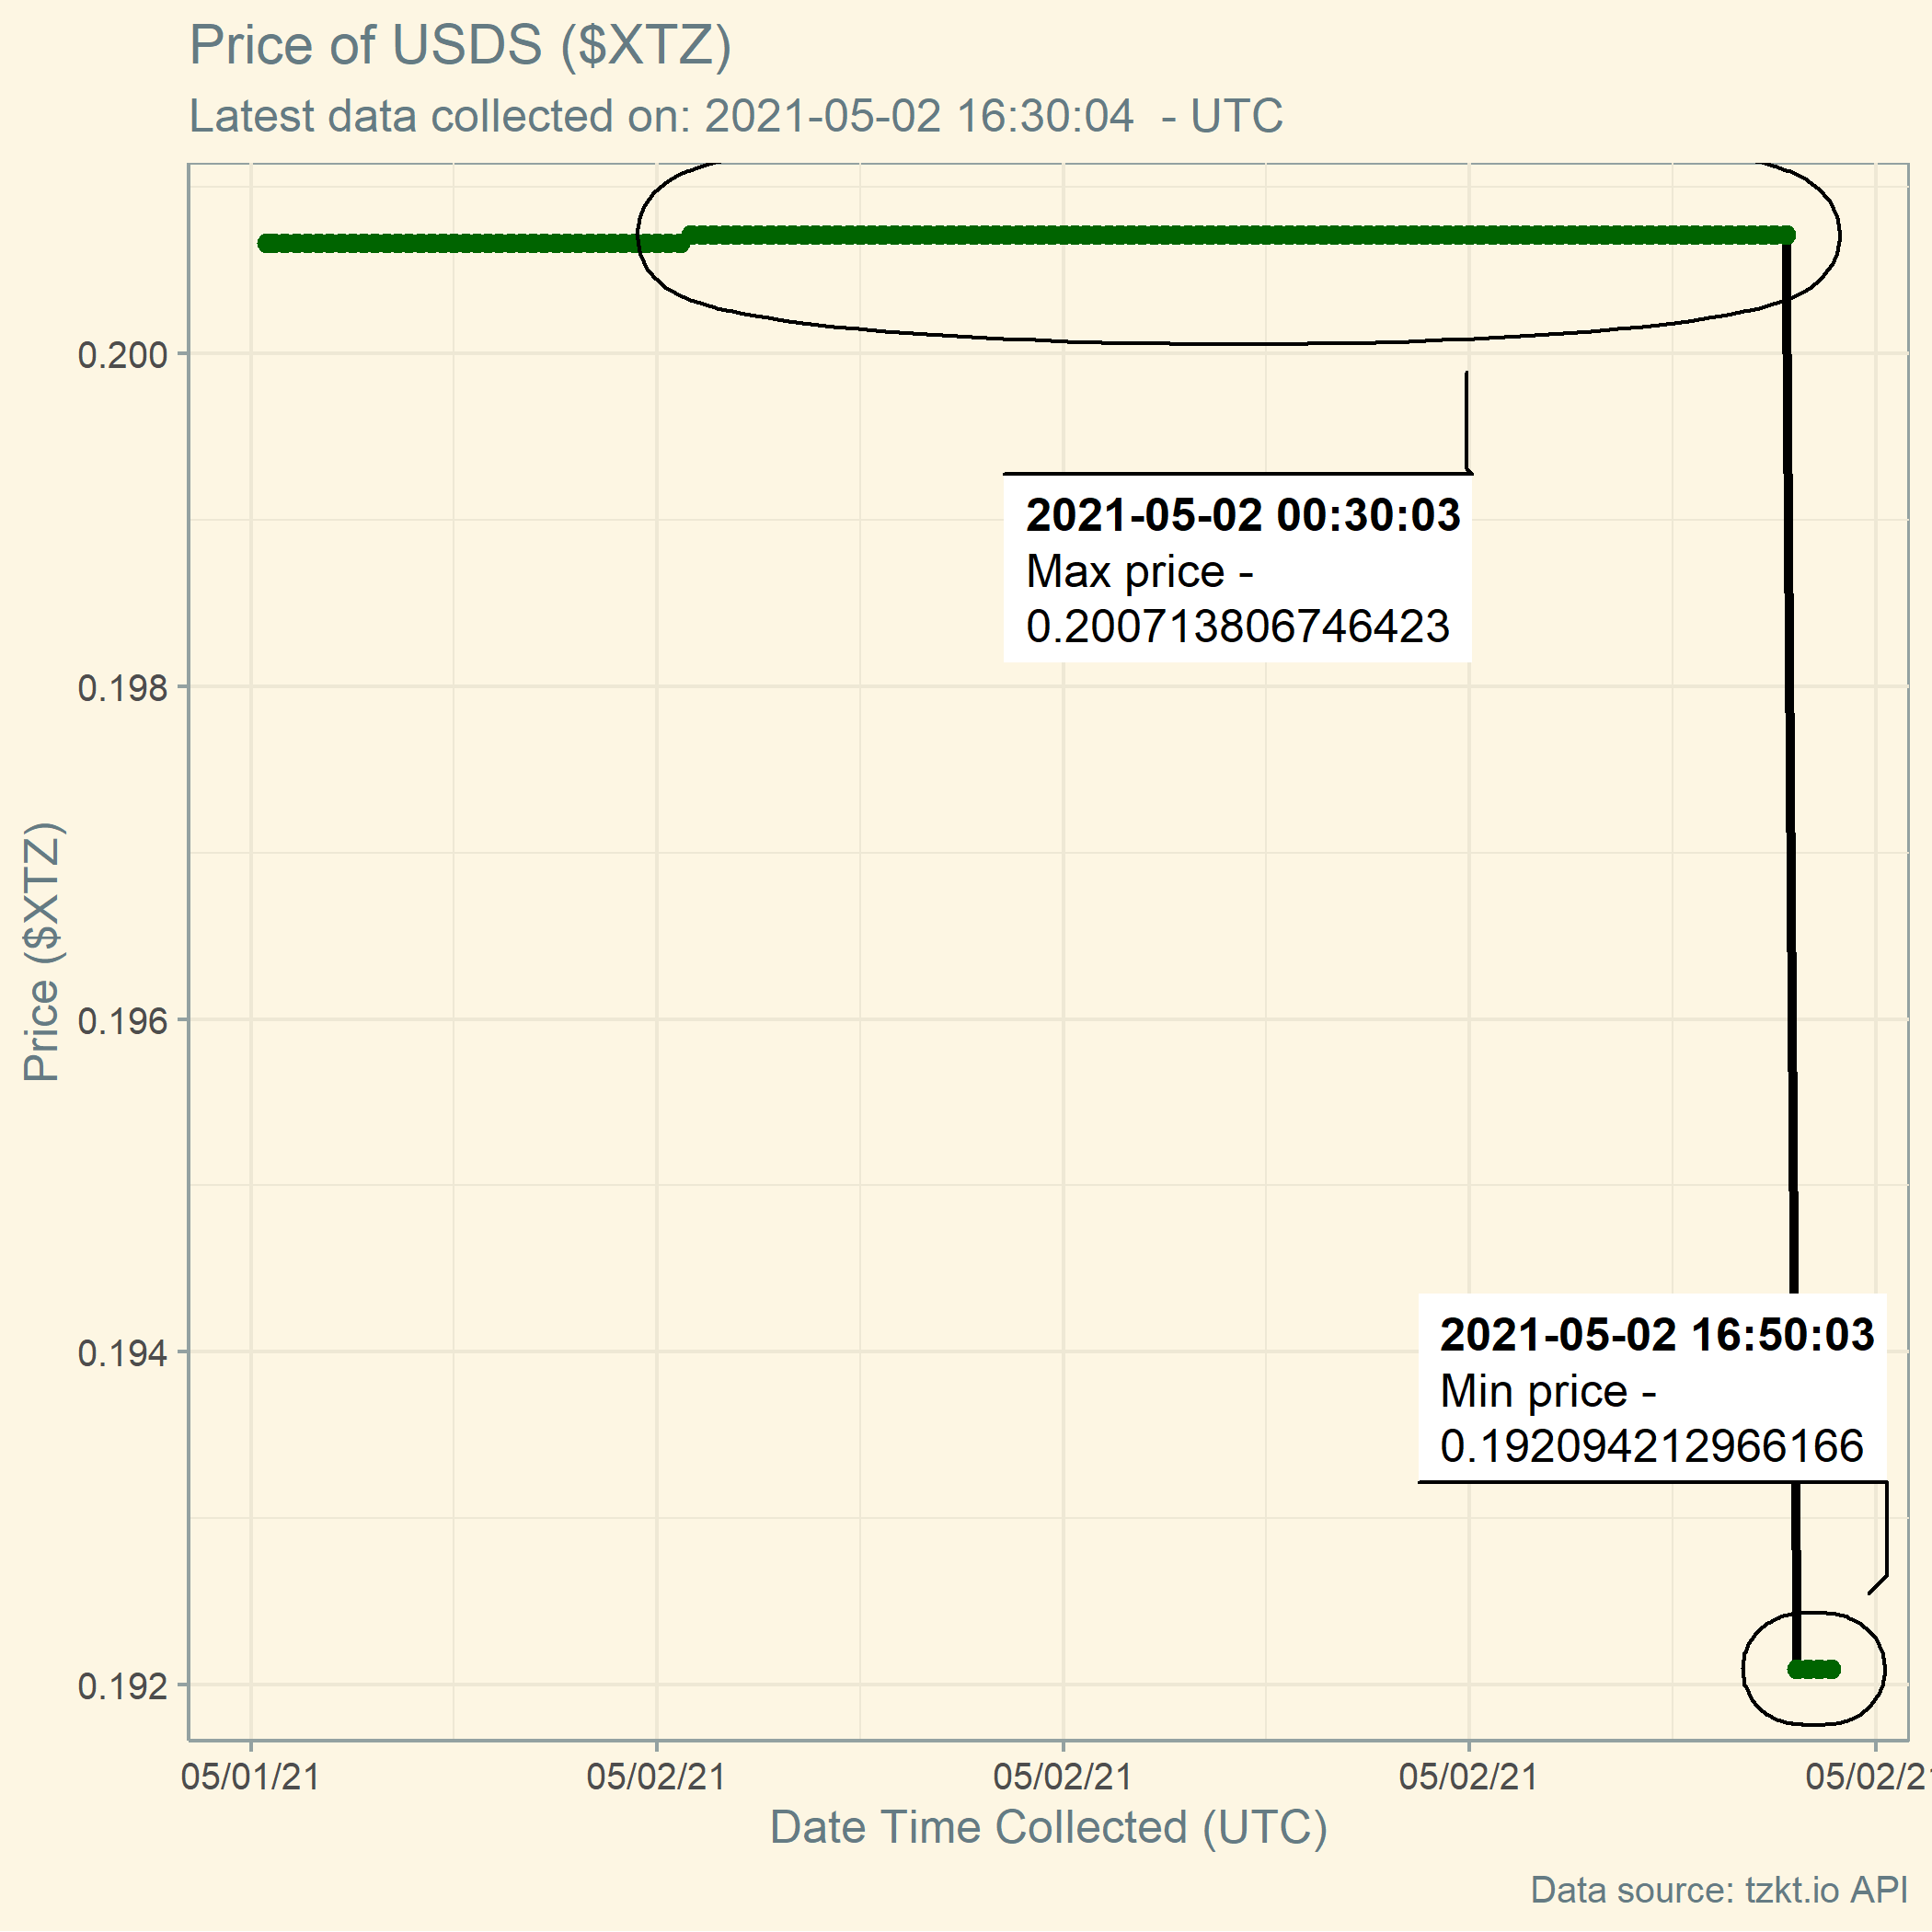 Price of USDS ($XTZ)
Latest data collected on: 2021-05-02 16:30:04  - UTC
Price ($XTZ)
0.200
0.198
0.196
0.194
0.192
2021-05-02 00:30:03
Max price -
0.200713806746423
2021-05-02 16:50:03
Min price -
0.192094212966166
05/01/21 05/02/21 05/02/21 05/02/21 05/02/21
Date Time Collected (UTC)
Data source: tzkt.io API